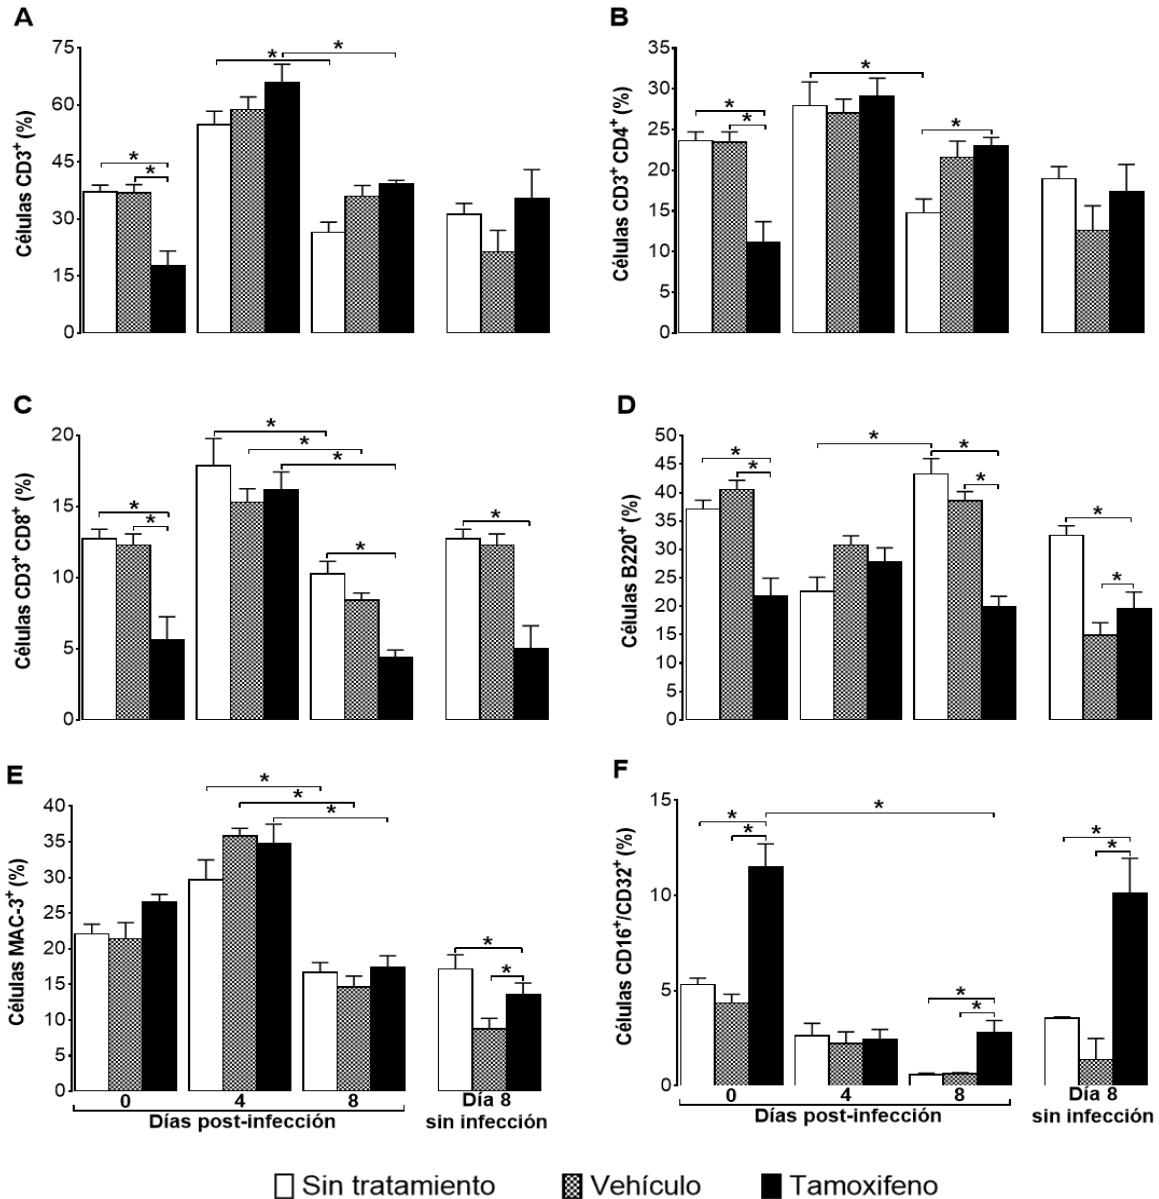 A
Células CD3+ (%)
75
60
45
30
15
0
* * * *
B
Células CD3+ CD4+ (%)
35
30
25
20
15
10
5
0
* * * *
C
Células CD3+ CD8+ (%)
20
15
10
5
0
* * * * * * *
D
Células B220+ (%)
50
45
40
35
30
25
20
15
10
5
0
* * * * * * *
E
Células MAC-3+ (%)
40
35
30
25
20
15
10
5
0
* * * * *
0 4 8 Día 8
Días post-infección sin infección
F
Células CD16+/CD32+ (%)
15
10
5
0
* * * * * * *
0 4 8 Día 8
Días post-infección sin infección
Sin tratamiento Vehículo Tamoxifeno